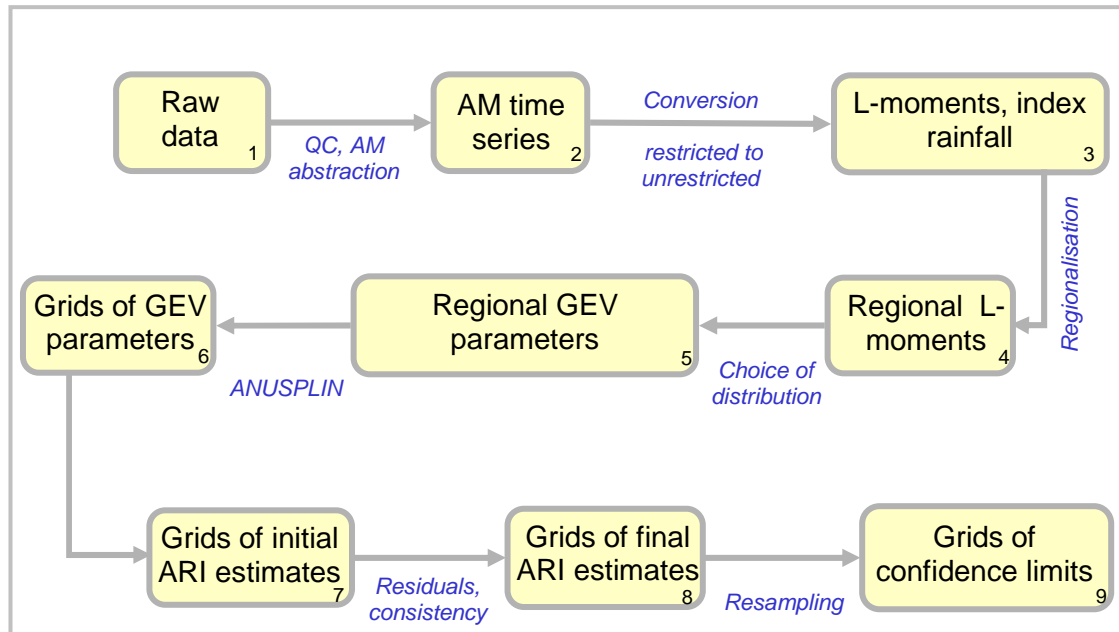 Raw
data
1
QC, AM
abstraction
AM time
series
2
Conversion
restricted to
unrestricted
L-moments, index
rainfall
3
Regionalisation
Regional L-
moments
4
Choice of
distribution
Regional GEV
parameters
5
ANUSPLIN
Grids of GEV
parameters
6
Grids of initial
ARI estimates
7
Residuals,
consistency
Grids of final
ARI estimates
8
Resampling
Grids of
confidence limits
9